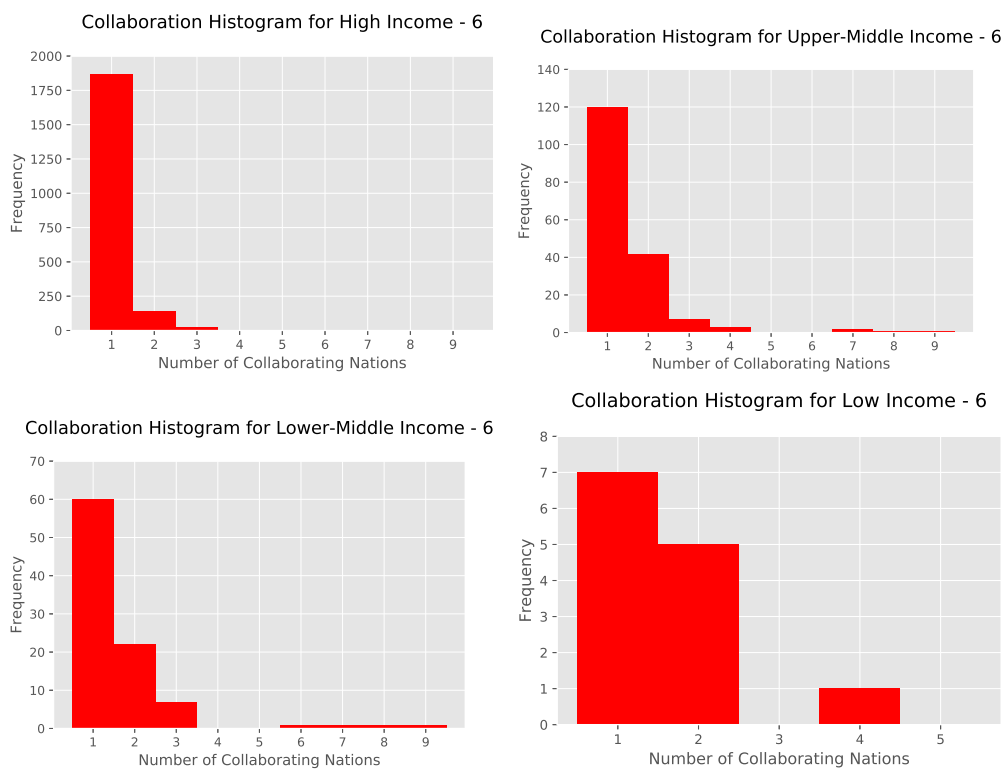 Collaboration Histogram for High Income - 6
2000
1750
1500
1250
1000
750
500
250
0
Frequency
1 2 3 4 5 6 7 8 9
Number of Collaborating Nations
Collaboration Histogram for Upper-Middle Income - 6
140
120
100
80
60
40
20
0
Frequency
1 2 3 4 5 6 7 8 9
Number of Collaborating Nations
Collaboration Histogram for Lower-Middle Income - 6
70
60
50
40
30
20
10
0
Frequency
1 2 3 4 5 6 7 8 9
Number of Collaborating Nations
Collaboration Histogram for Low Income - 6
8
7
6
5
4
3
2
1
0
Frequency
1 2 3 4 5
Number of Collaborating Nations